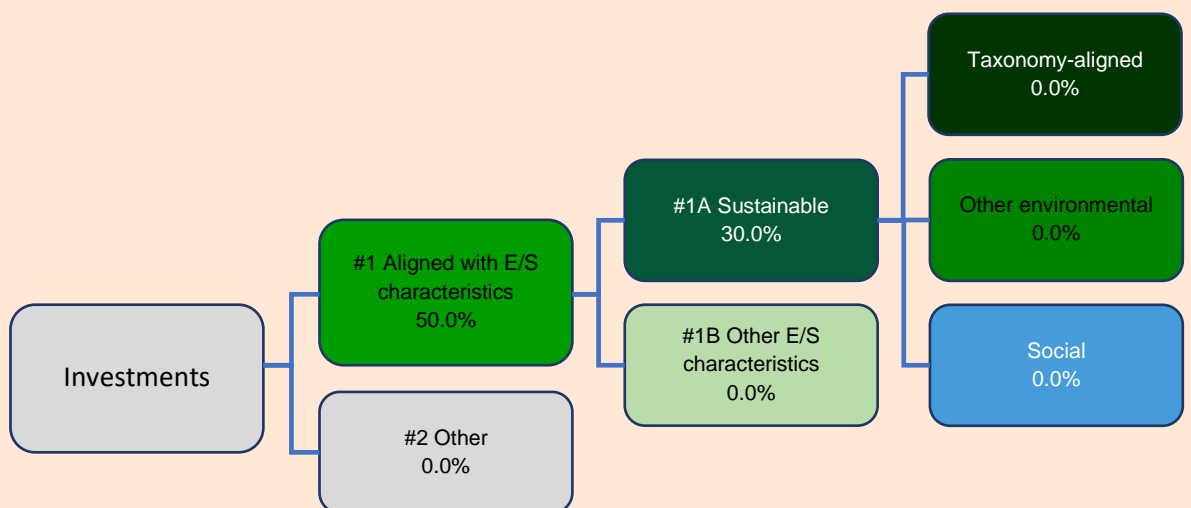 Investments
#1 Aligned with E/S
characteristics
50.0%
#2 Other
0.0%
#1A Sustainable
30.0%
#1B Other E/S
characteristics
0.0%
Taxonomy-aligned
0.0%
Other environmental
0.0%
Social
0.0%